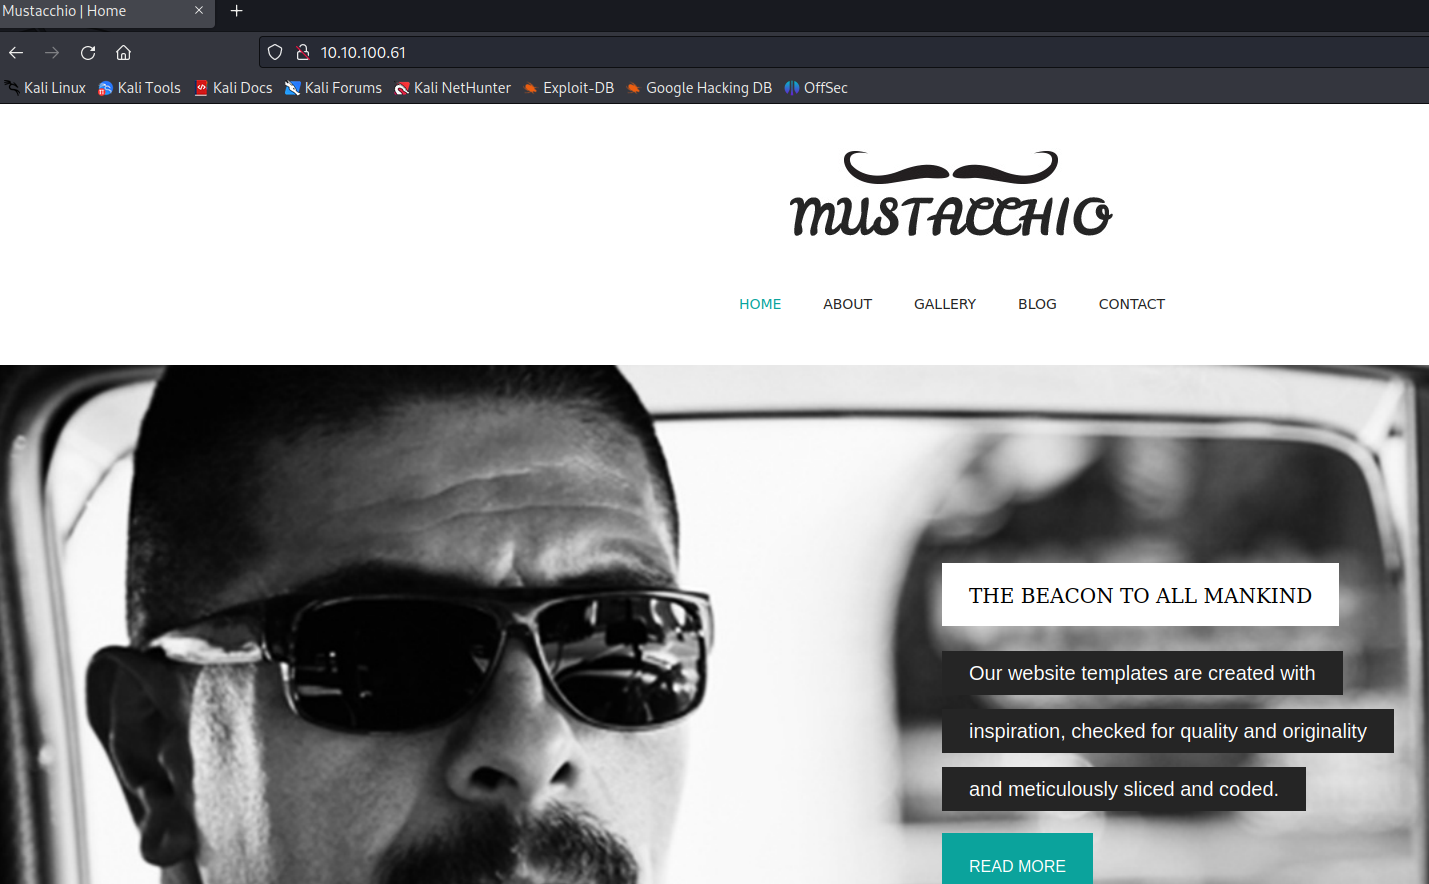 Mustacchio | Home
10.10.100.61
Kali Linux Kali Tools Kali Docs Kali Forums Kali NetHunter Exploit-DB Google Hacking DB OffSec
MUSTACCHIO
HOME ABOUT GALLERY BLOG CONTACT
THE BEACON TO ALL MANKIND
Our website templates are created with
inspiration, checked for quality and originality
and meticulously sliced and coded.
READ MORE